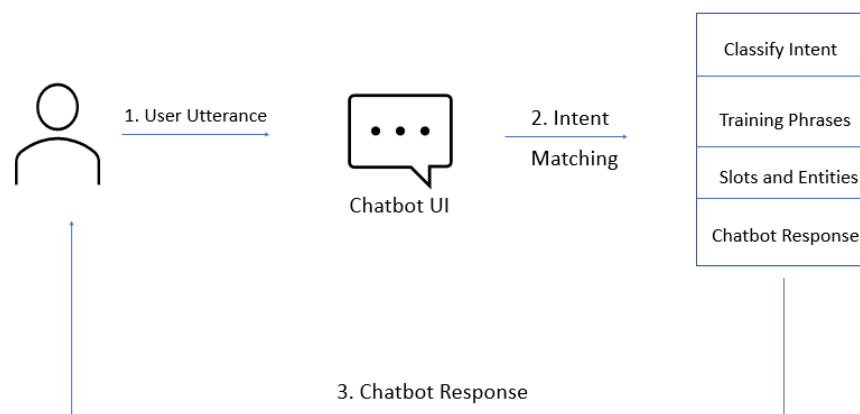 1. User Utterance
Chatbot UI
2. Intent
Matching
Classify Intent
Training Phrases
Slots and Entities
Chatbot Response
3. Chatbot Response